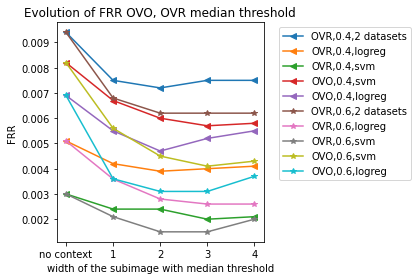 Evolution of FRR OVO, OVR median threshold
FRR
0.009
0.008
0.007
0.006
0.005
0.004
0.003
0.002
no context 1 2 3 4
width of the subimage with median threshold
OVR,0.4,2 datasets
OVR,0.4,logreg
OVR,0.4,svm
OVO,0.4,svm
OVO,0.4,logreg
OVR,0.6,2 datasets
OVR,0.6,logreg
OVR,0.6,svm
OVO,0.6,svm
OVO,0.6,logreg